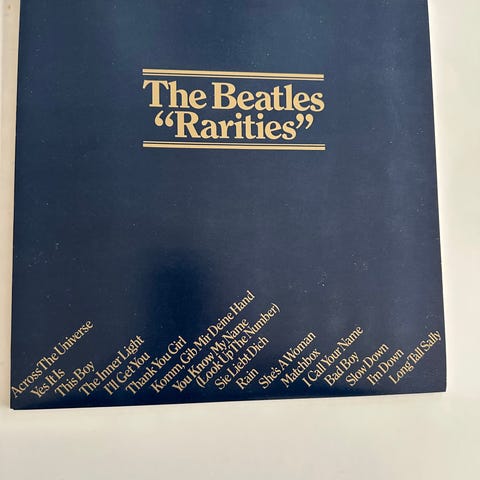 The Beatles
“Rarities”
Across The Universe
Yes It Is
This Boy
The Inner Light
I'll Get You
Thank You Girl
Komm, Gib Mir Deine Hand
You Know My Name
(Look Up The Number)
Sie Liebt Dich
Rain
She's A Woman
Matchbox
I Call Your Name
Bad Boy
Slow Down
I'm Down
Long Tall Sally